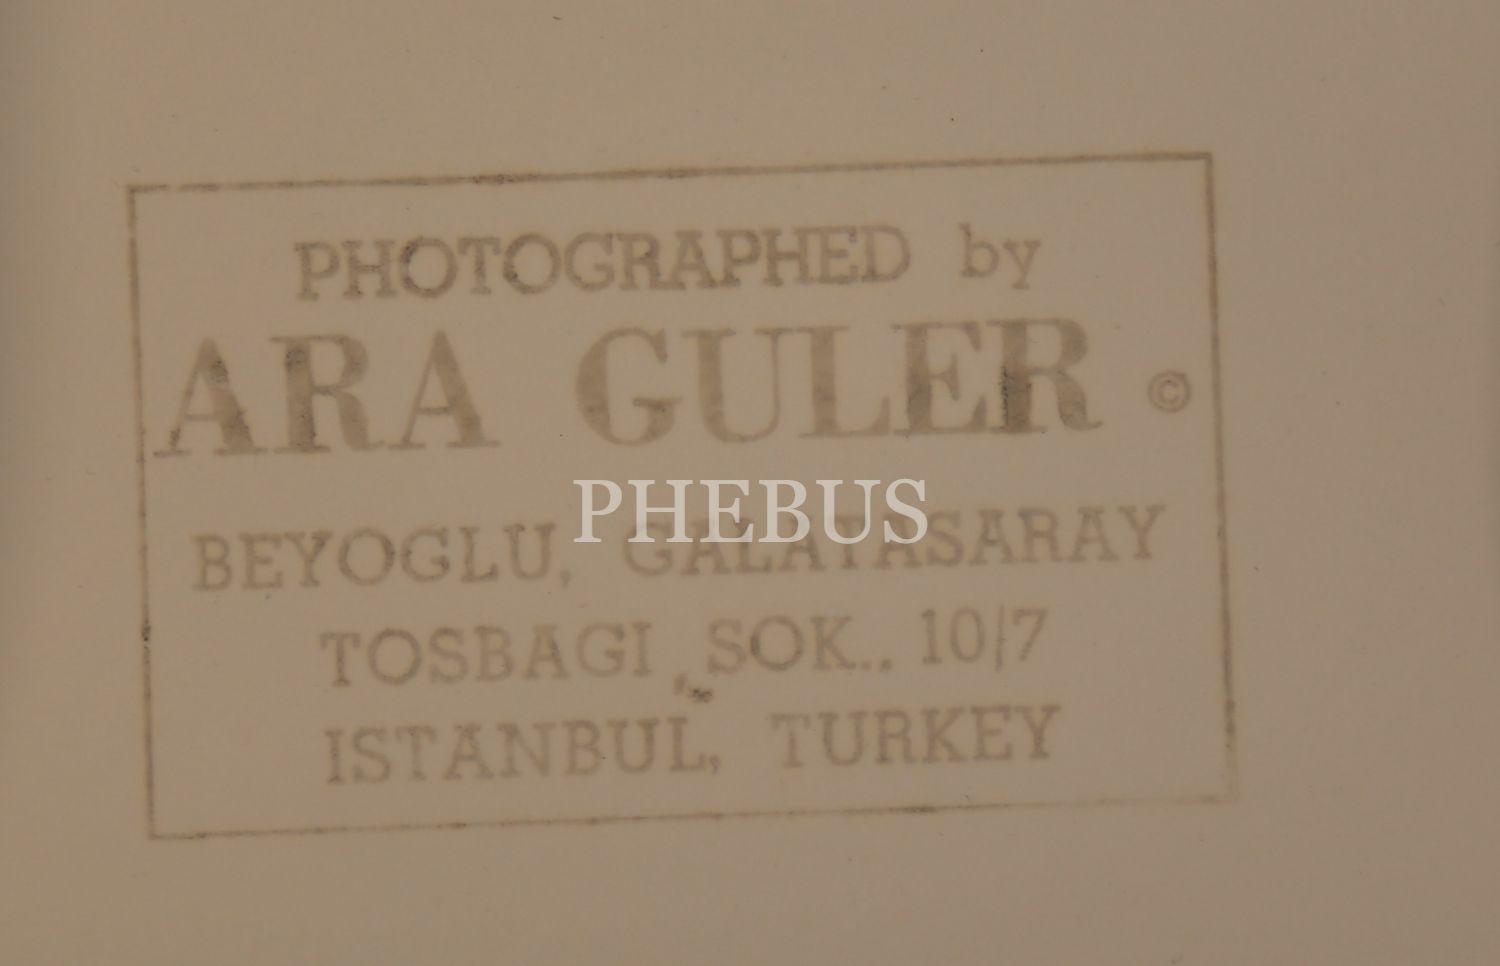 PHOTOGRAPHED by
ARA GULER ©
PHEBUS
BEYOGLU, GALATASARAY
TOSBAGI SOK.. 10/7
ISTANBUL, TURKEY